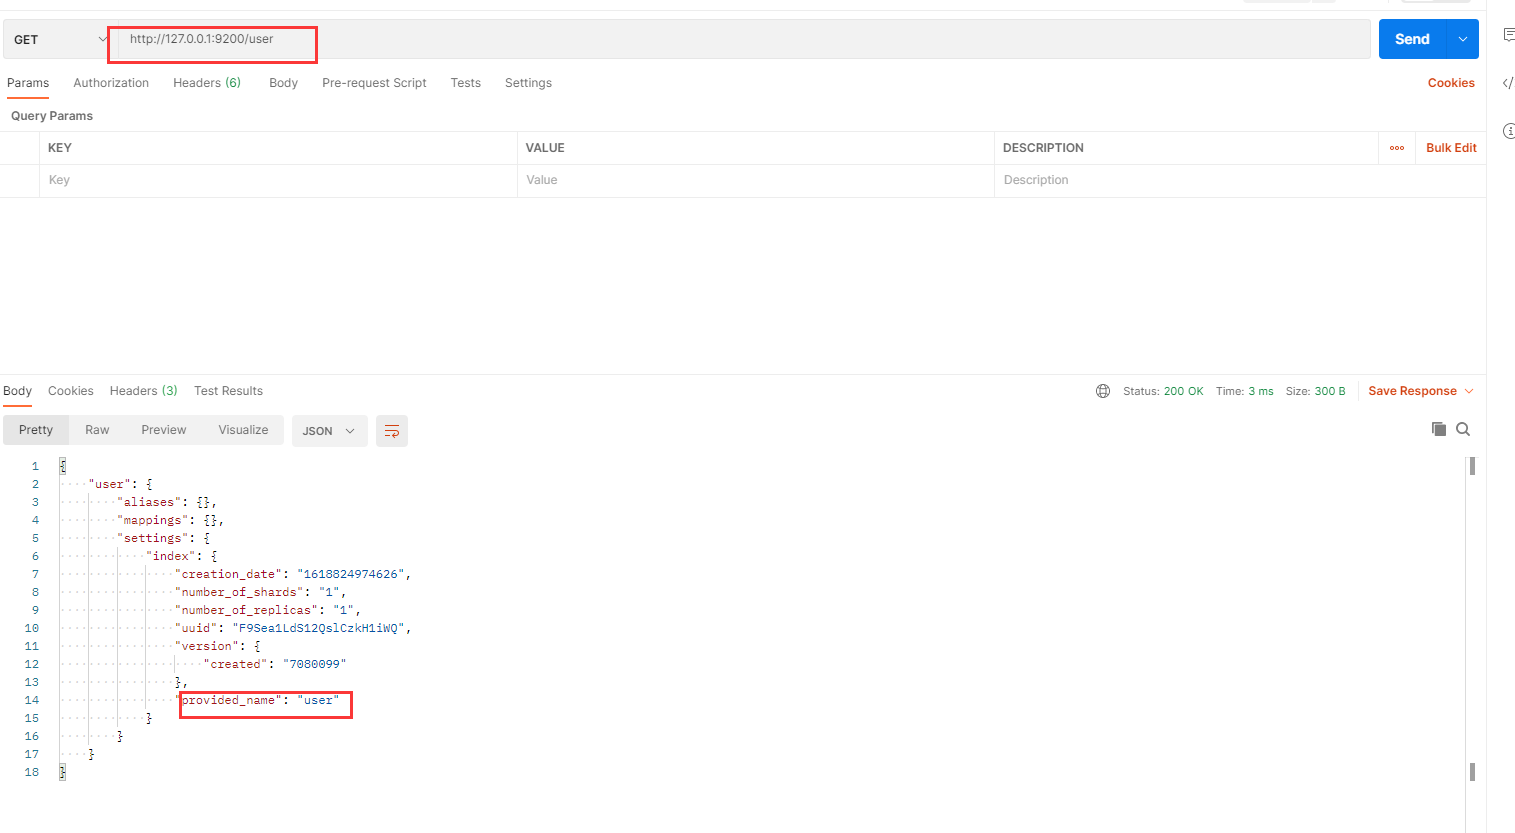 GET http://127.0.0.1:9200/user Send
Params Authorization Headers (6) Body Pre-request Script Tests Settings Cookies
Query Params
KEY VALUE DESCRIPTION ooo Bulk Edit
Key Value Description
Body Cookies Headers (3) Test Results Status: 200 OK Time: 3 ms Size: 300 B Save Response
Pretty Raw Preview Visualize JSON
1 {
2 "user": {
3 "aliases": {},
4 "mappings": {},
5 "settings": {
6 "index": {
7 "creation_date": "1618824974626",
8 "number_of_shards": "1",
9 "number_of_replicas": "1",
10 "uuid": "F9Sea1LdS12QslCzkH1iWQ",
11 "version": {
12 "created": "7080099"
13 },
14 "provided_name": "user"
15 }
16 }
17 }
18 }